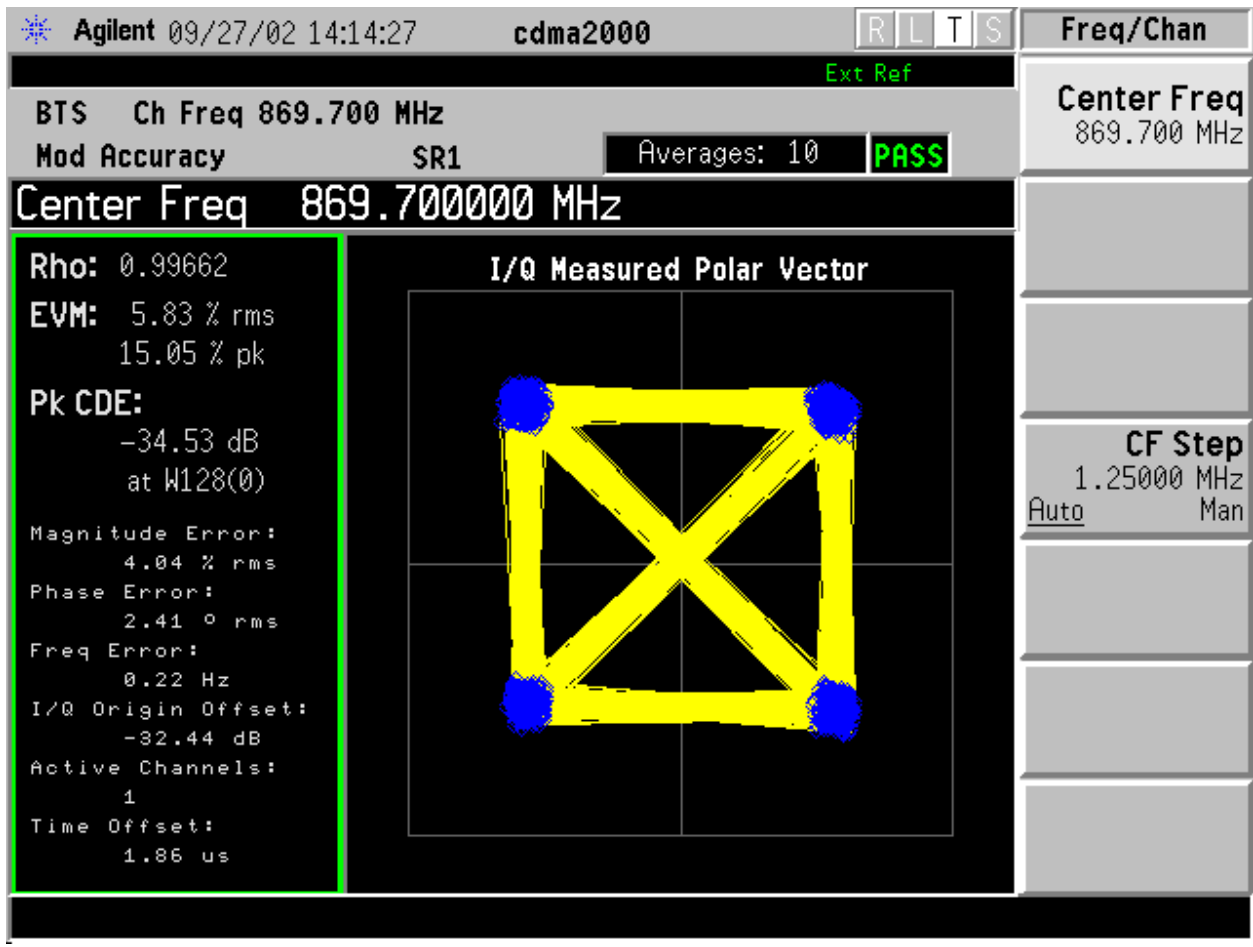 Agilent 09/27/02 14:14:27 cdma2000 R L T S Freq/Chan
Ext Ref
BTS Ch Freq 869.700 MHz
Mod Accuracy SR1 Averages: 10 PASS
Center Freq 869.700000 MHz
Rho: 0.99662
EVM: 5.83 % rms
15.05 % pk
Pk CDE:
-34.53 dB
at W128(0)
Magnitude Error:
4.04 % rms
Phase Error:
2.41 º rms
Freq Error:
0.22 Hz
I/Q Origin Offset:
-32.44 dB
Active Channels:
1
Time Offset:
1.86 us
I/Q Measured Polar Vector
Center Freq
869.700 MHz
CF Step
1.25000 MHz
Auto Man